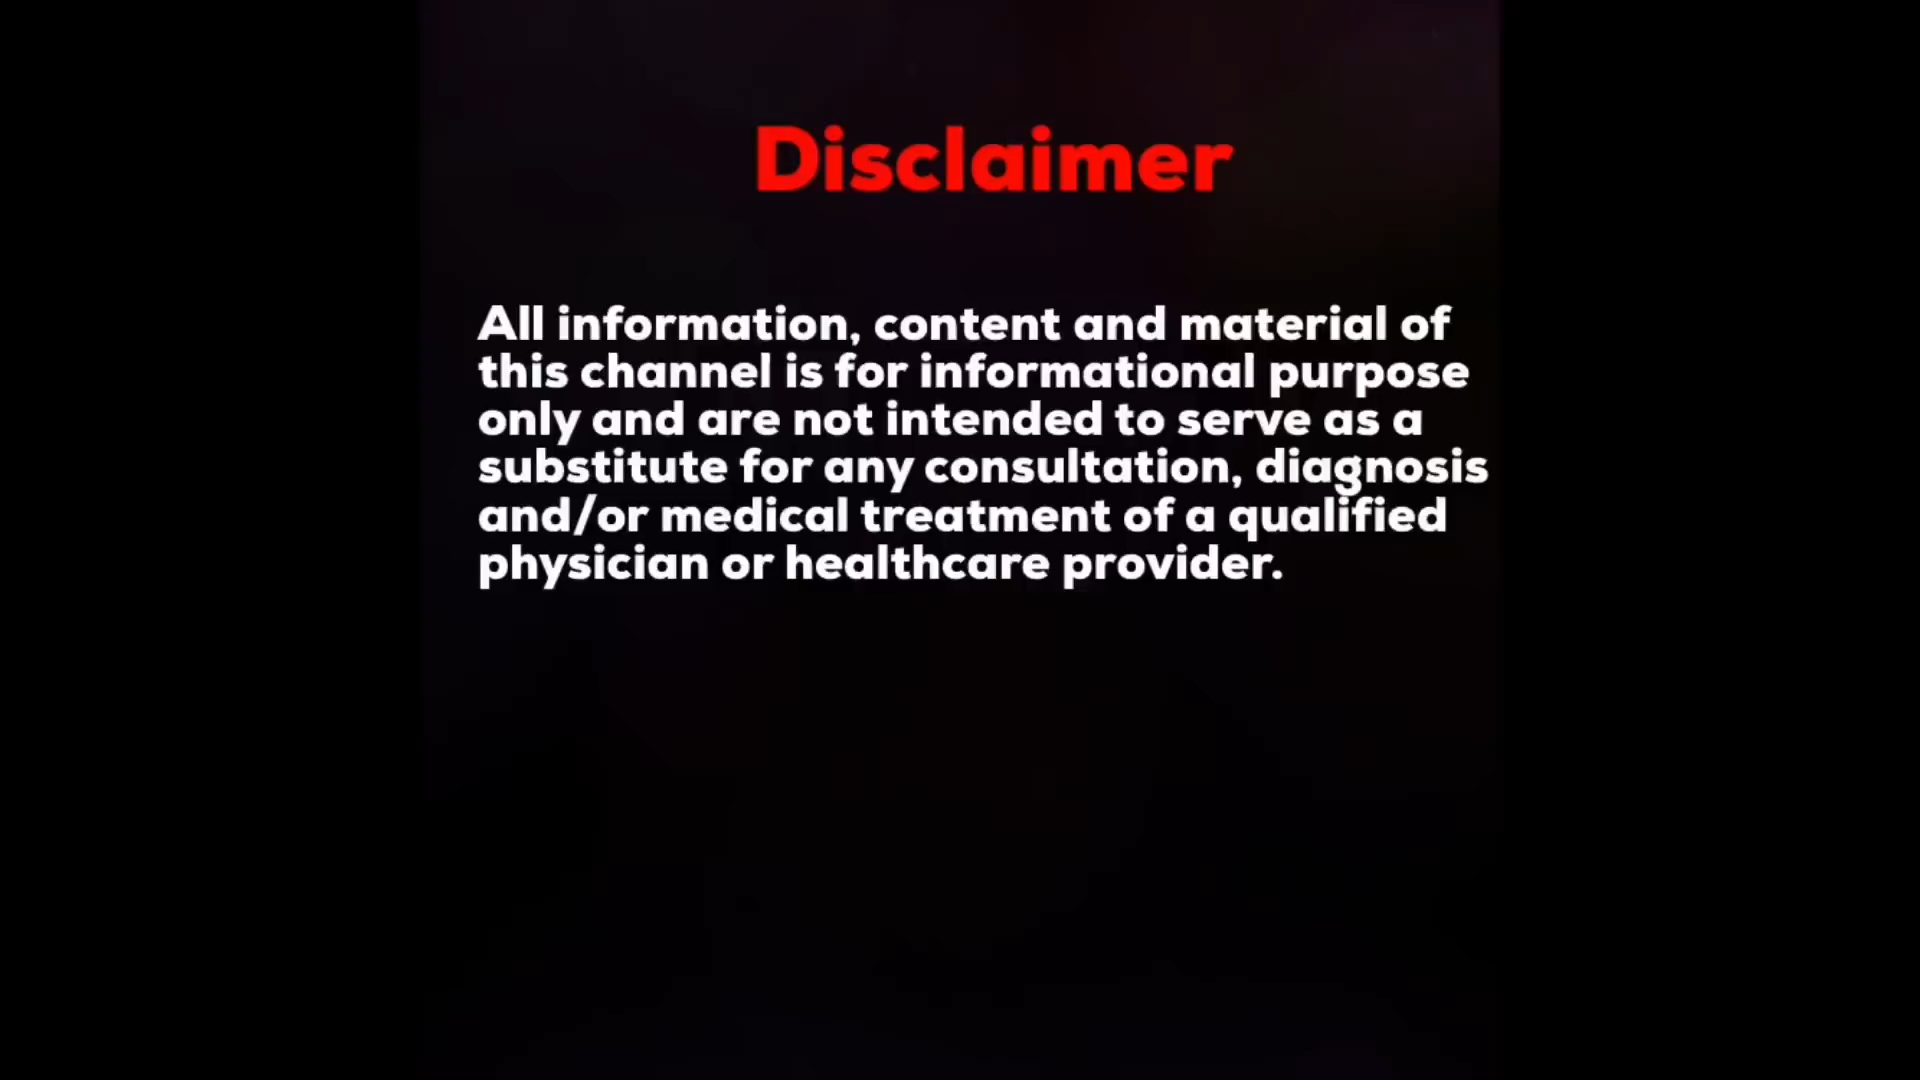 Disclaimer
All information, content and material of
this channel is for informational purpose
only and are not intended to serve as a
substitute for any consultation, diagnosis
and/or medical treatment of a qualified
physician or healthcare provider.